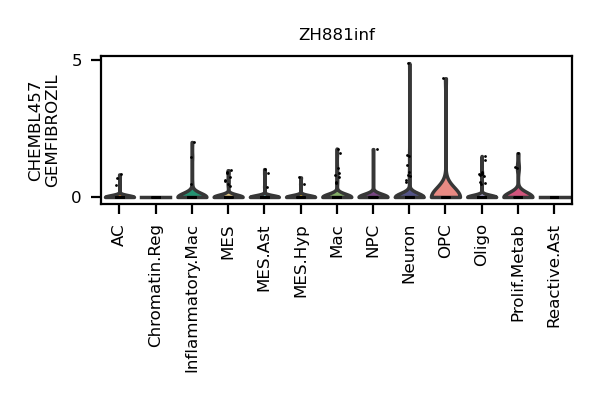 ZH881inf
CHEMBL457
GEMFIBROZIL
5
0
AC
Chromatin.Reg
Inflammatory.Mac
MES
MES.Ast
MES.Hyp
Mac
NPC
Neuron
OPC
Oligo
Prolif.Metab
Reactive.Ast